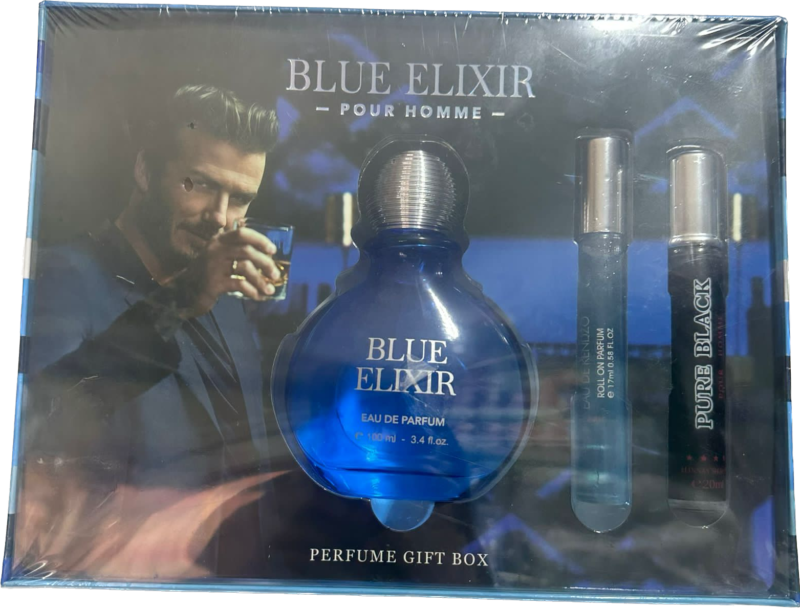 BLUE ELIXIR
– POUR HOMME –
BLUE
ELIXIR
EAU DE PARFUM
℮ 100 ml - 3.4 fl.oz.
ROLL ON PARFUM
℮ 17ml 0.58 FL OZ
PURE BLACK
PERFUME GIFT BOX